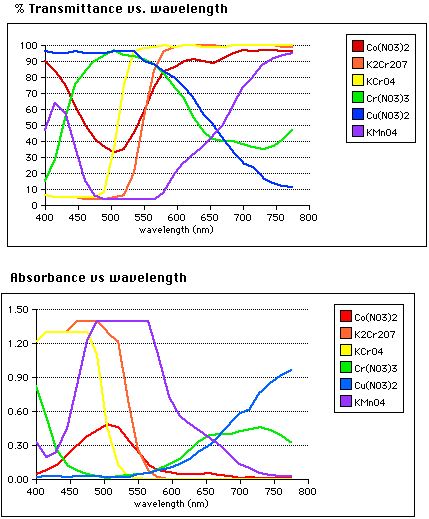 % Transmittance vs. wavelength
100
90
80
70
60
50
40
30
20
10
0
400 450 500 550 600 650 700 750 800
wavelength (nm)
Co(NO3)2
K2Cr2O7
KCrO4
Cr(NO3)3
Cu(NO3)2
KMnO4
Absorbance vs wavelength
1.50
1.20
0.90
0.60
0.30
0.00
400 450 500 550 600 650 700 750 800
wavelength (nm)
Co(NO3)2
K2Cr2O7
KCrO4
Cr(NO3)3
Cu(NO3)2
KMnO4